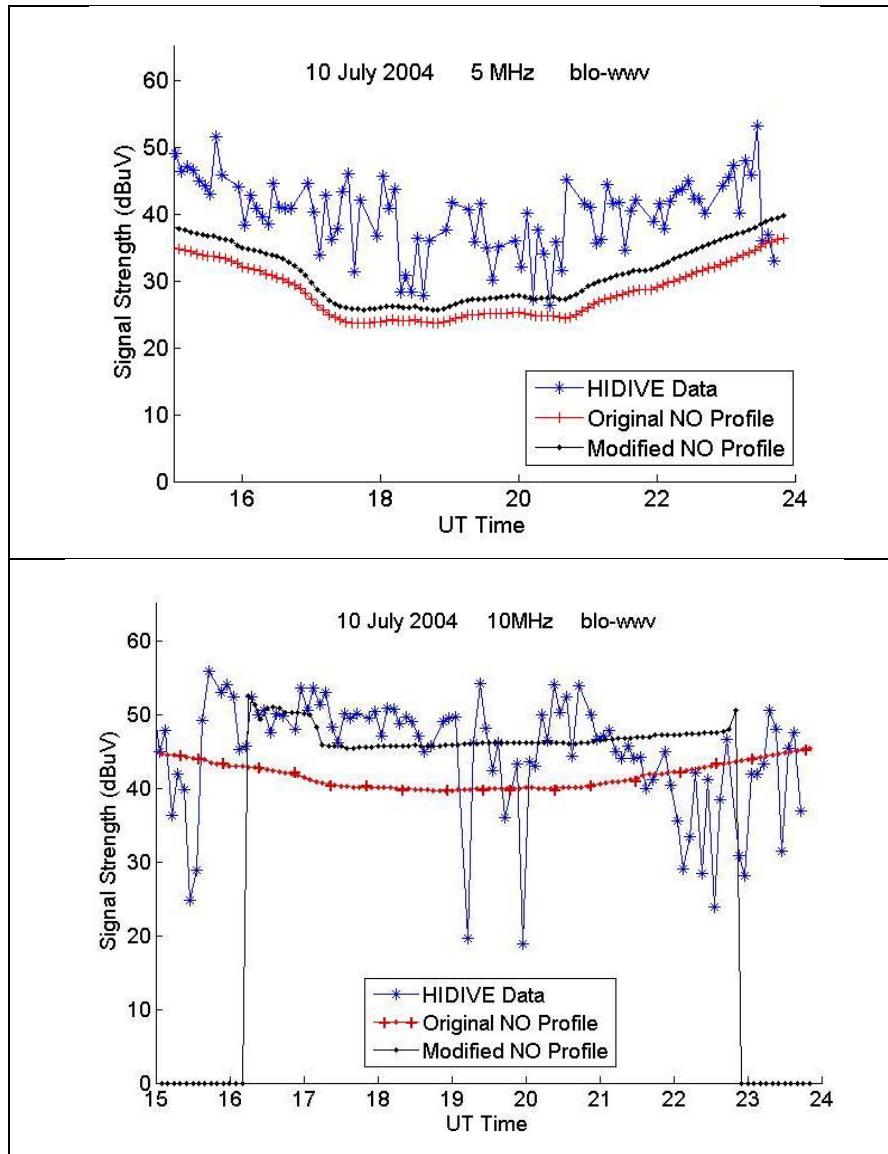 10 July 2004 5 MHz blo-wwv
60
50
40
30
20
10
0
Signal Strength (dBuV)
HIDIVE Data
Original NO Profile
Modified NO Profile
16 18 20 22 24
UT Time
10 July 2004 10MHz blo-wwv
60
50
40
30
20
10
0
Signal Strength (dBuV)
HIDIVE Data
Original NO Profile
Modified NO Profile
15 16 17 18 19 20 21 22 23 24
UT Time